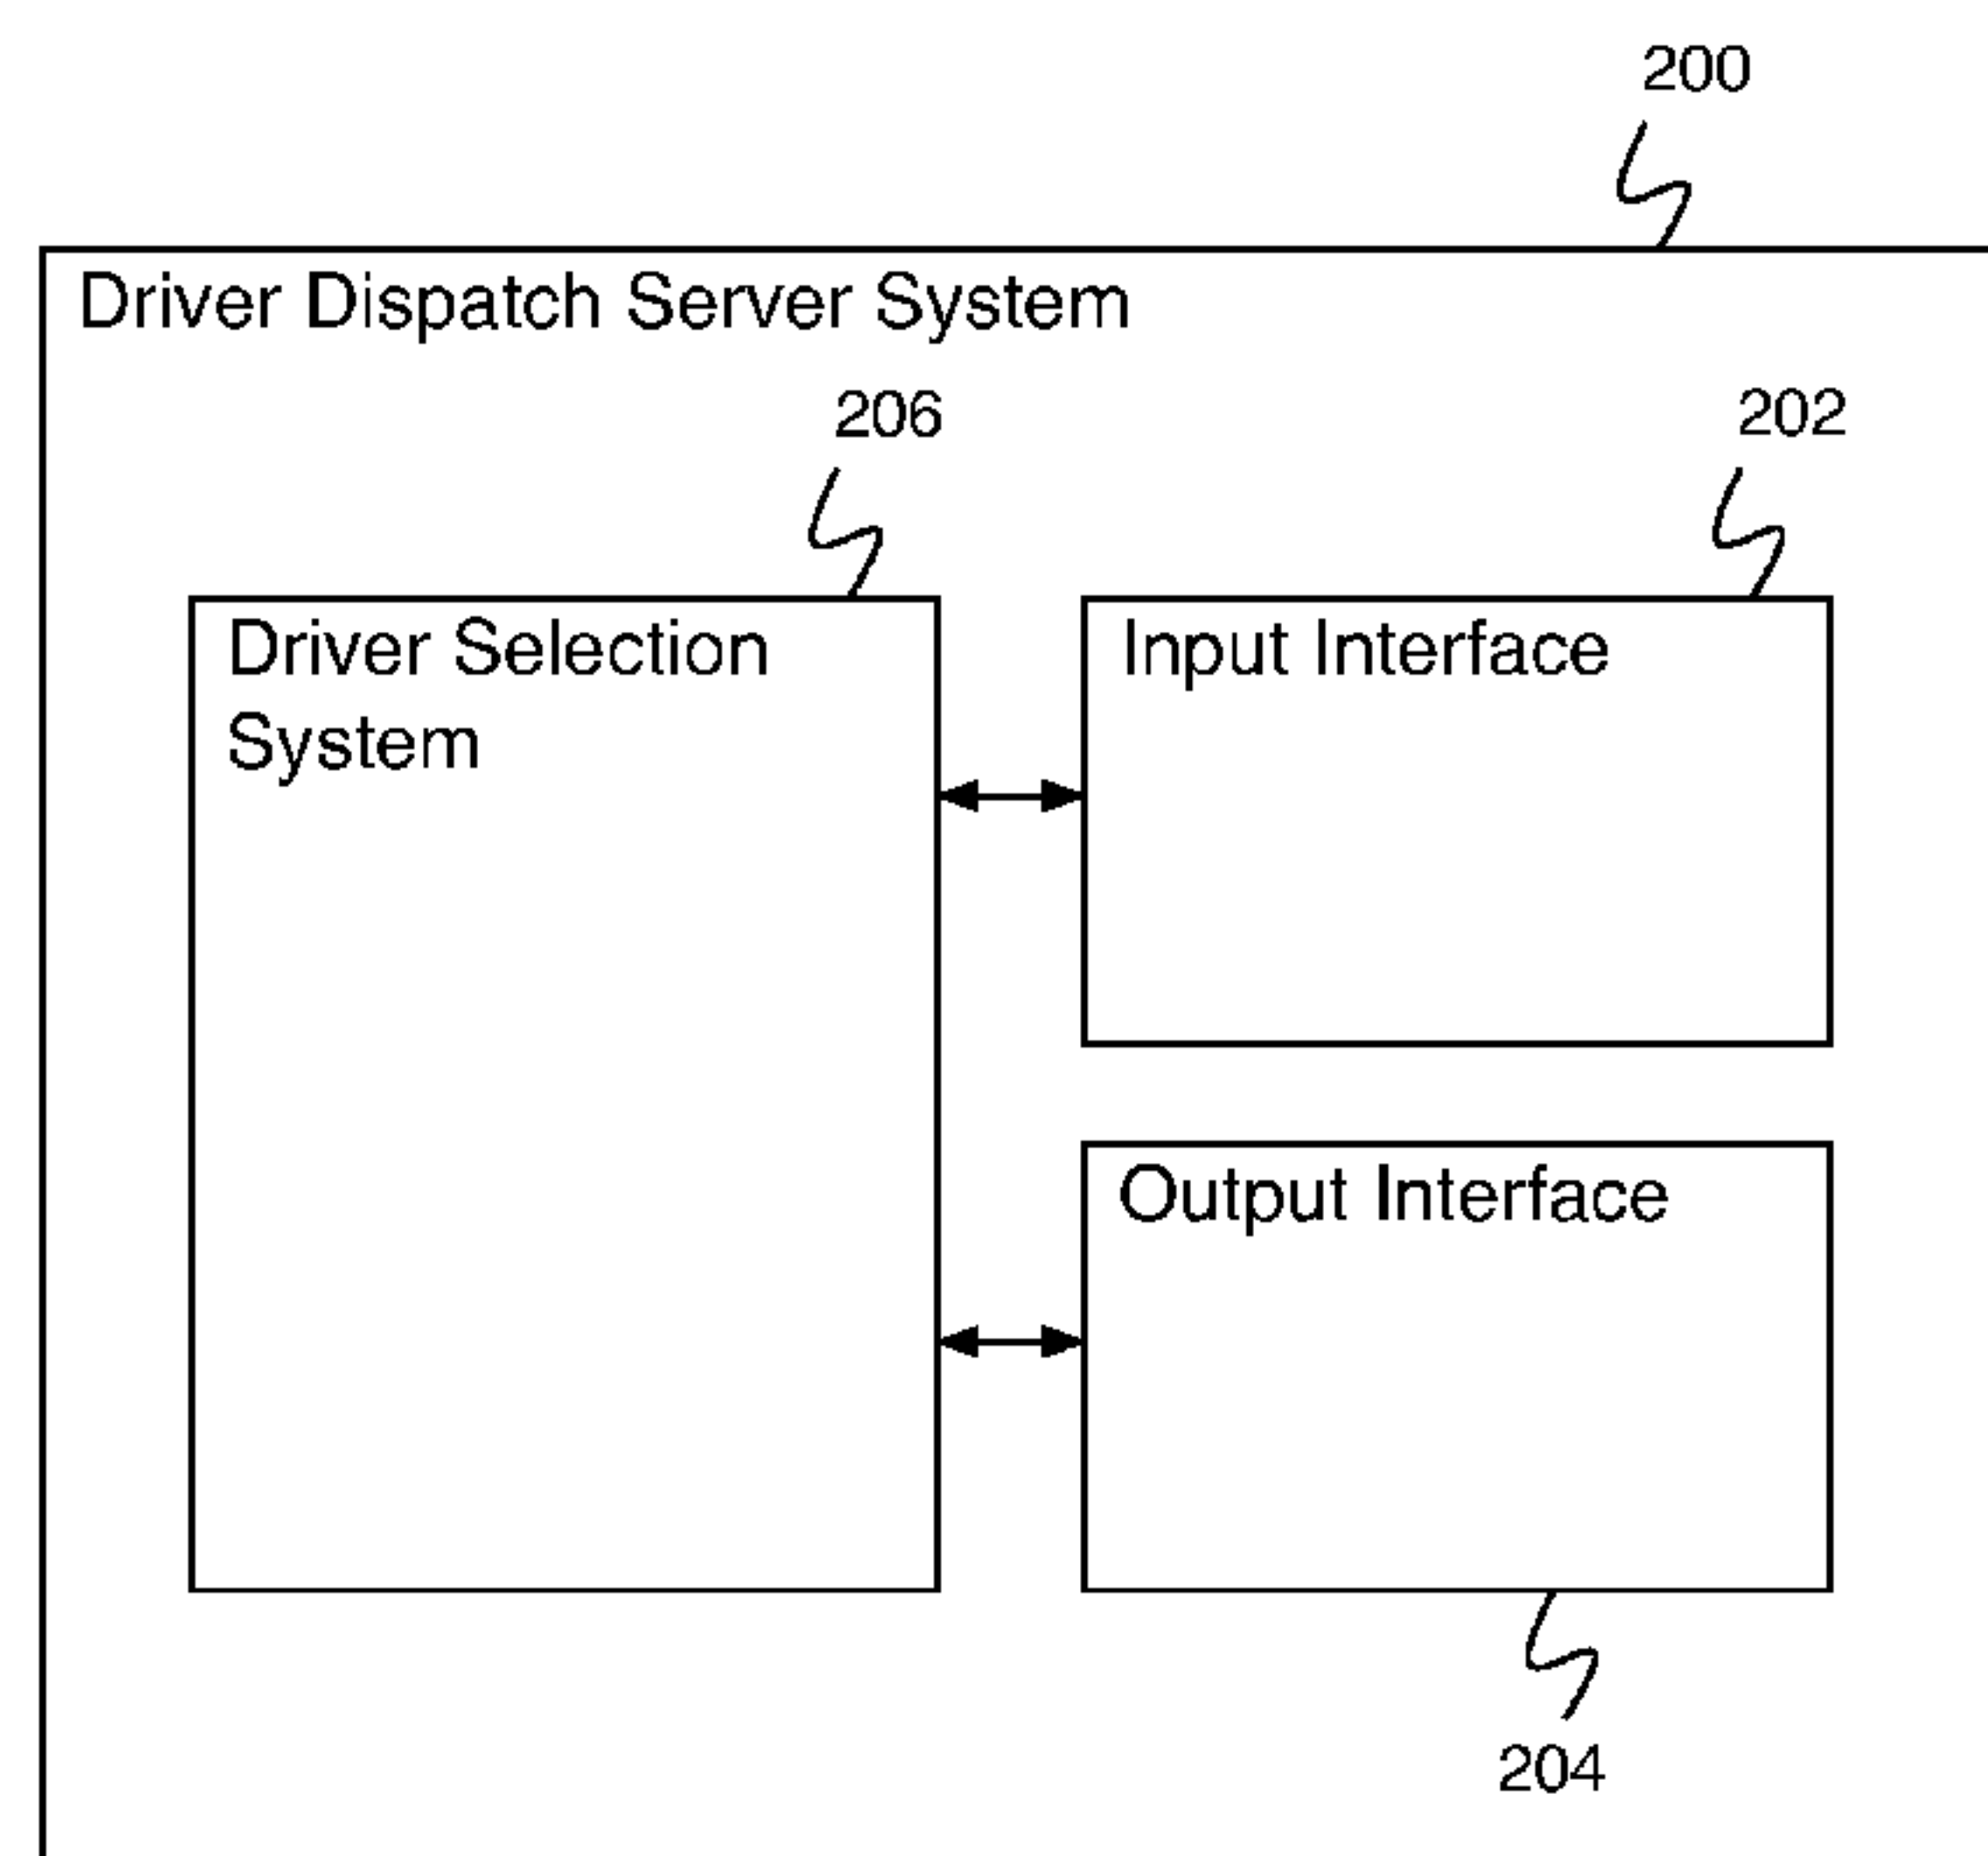 200
Driver Dispatch Server System
206
202
Driver Selection
System
Input Interface
Output Interface
204